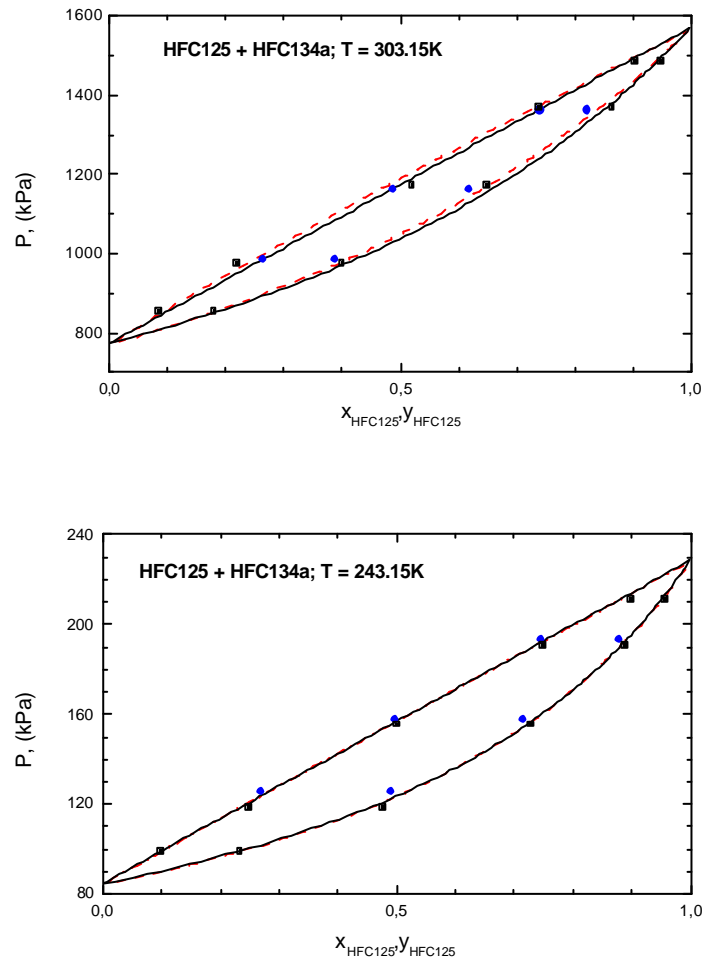 1600
HFC125 + HFC134a; T = 303.15K
1400
1200
P, (kPa)
1000
800
0,0 0,5 1,0
xHFC125,yHFC125
240
HFC125 + HFC134a; T = 243.15K
200
P, (kPa)
160
120
80
0,0 0,5 1,0
xHFC125,yHFC125